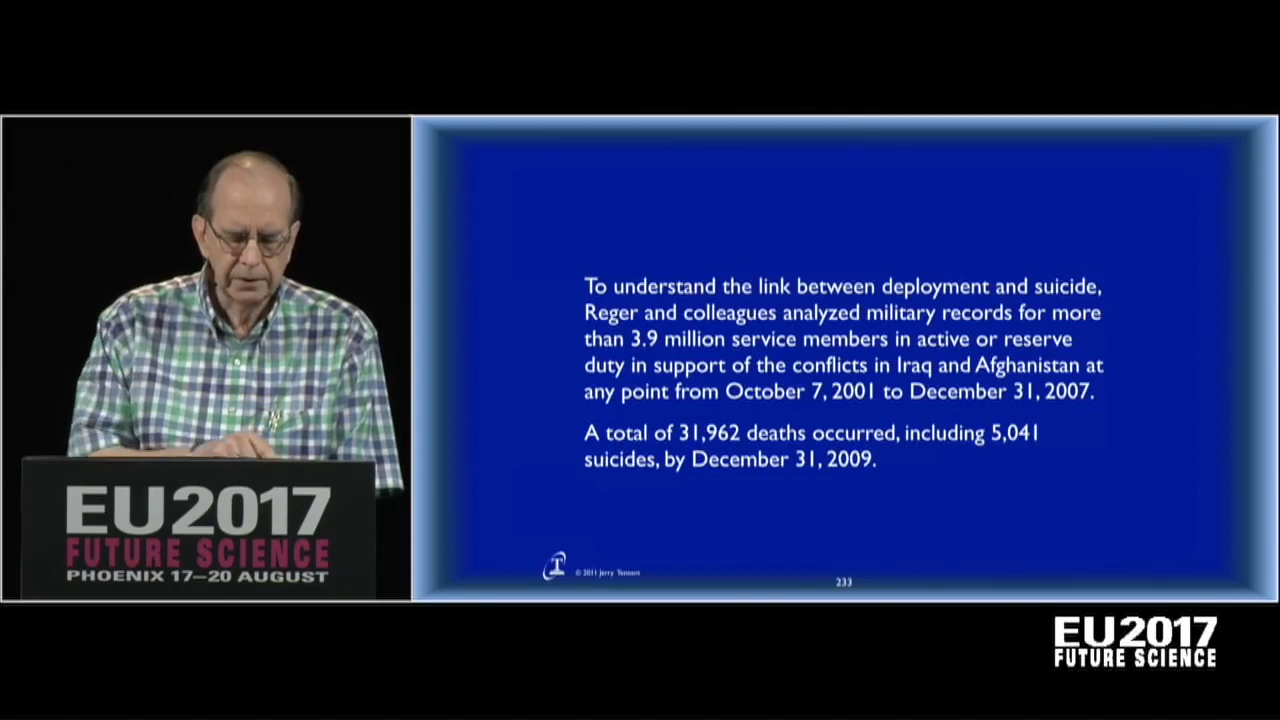 To understand the link between deployment and suicide,
Reger and colleagues analyzed military records for more
than 3.9 million service members in active or reserve
duty in support of the conflicts in Iraq and Afghanistan at
any point from October 7, 2001 to December 31, 2007.
A total of 31,962 deaths occurred, including 5,041
suicides, by December 31, 2009.
T
© 2011 Jerry Tennant
233
EU2017
FUTURE SCIENCE
PHOENIX 17–20 AUGUST
EU2017
FUTURE SCIENCE